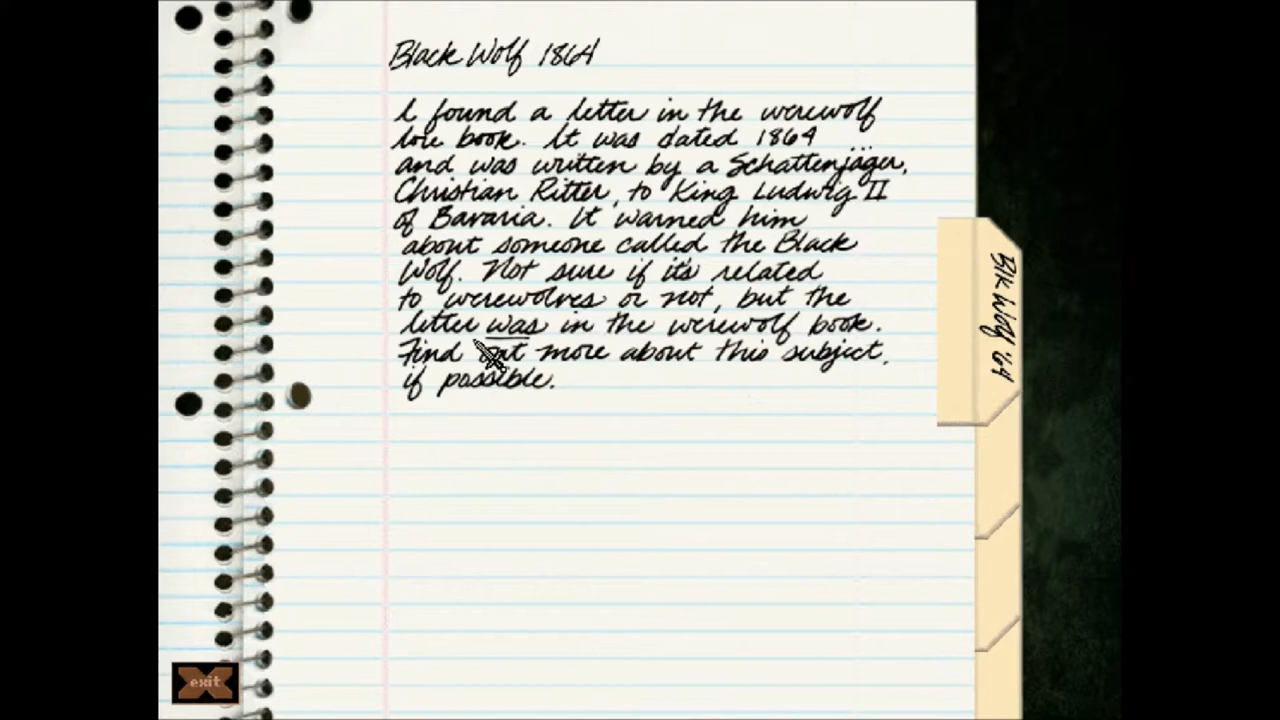 Black Wolf 1864
I found a letter in the werewolf
lore book. It was dated 1864
and was written by a Schattenjäger,
Christian Ritter, to King Ludwig II
of Bavaria. It warned him
about someone called the Black
Wolf. Not sure if it's related
to werewolves or not, but the
letter was in the werewolf book.
Find out more about this subject,
if possible.
Blk Wolf '64
exit